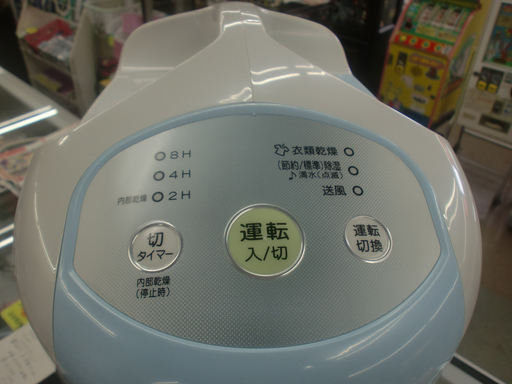 8H
4H
内部乾燥 2H
衣類乾燥
(節約/標準)除湿
♪満水(点滅)
送風
切
タイマー
運転
入/切
運転
切換
内部乾燥
(停止時)